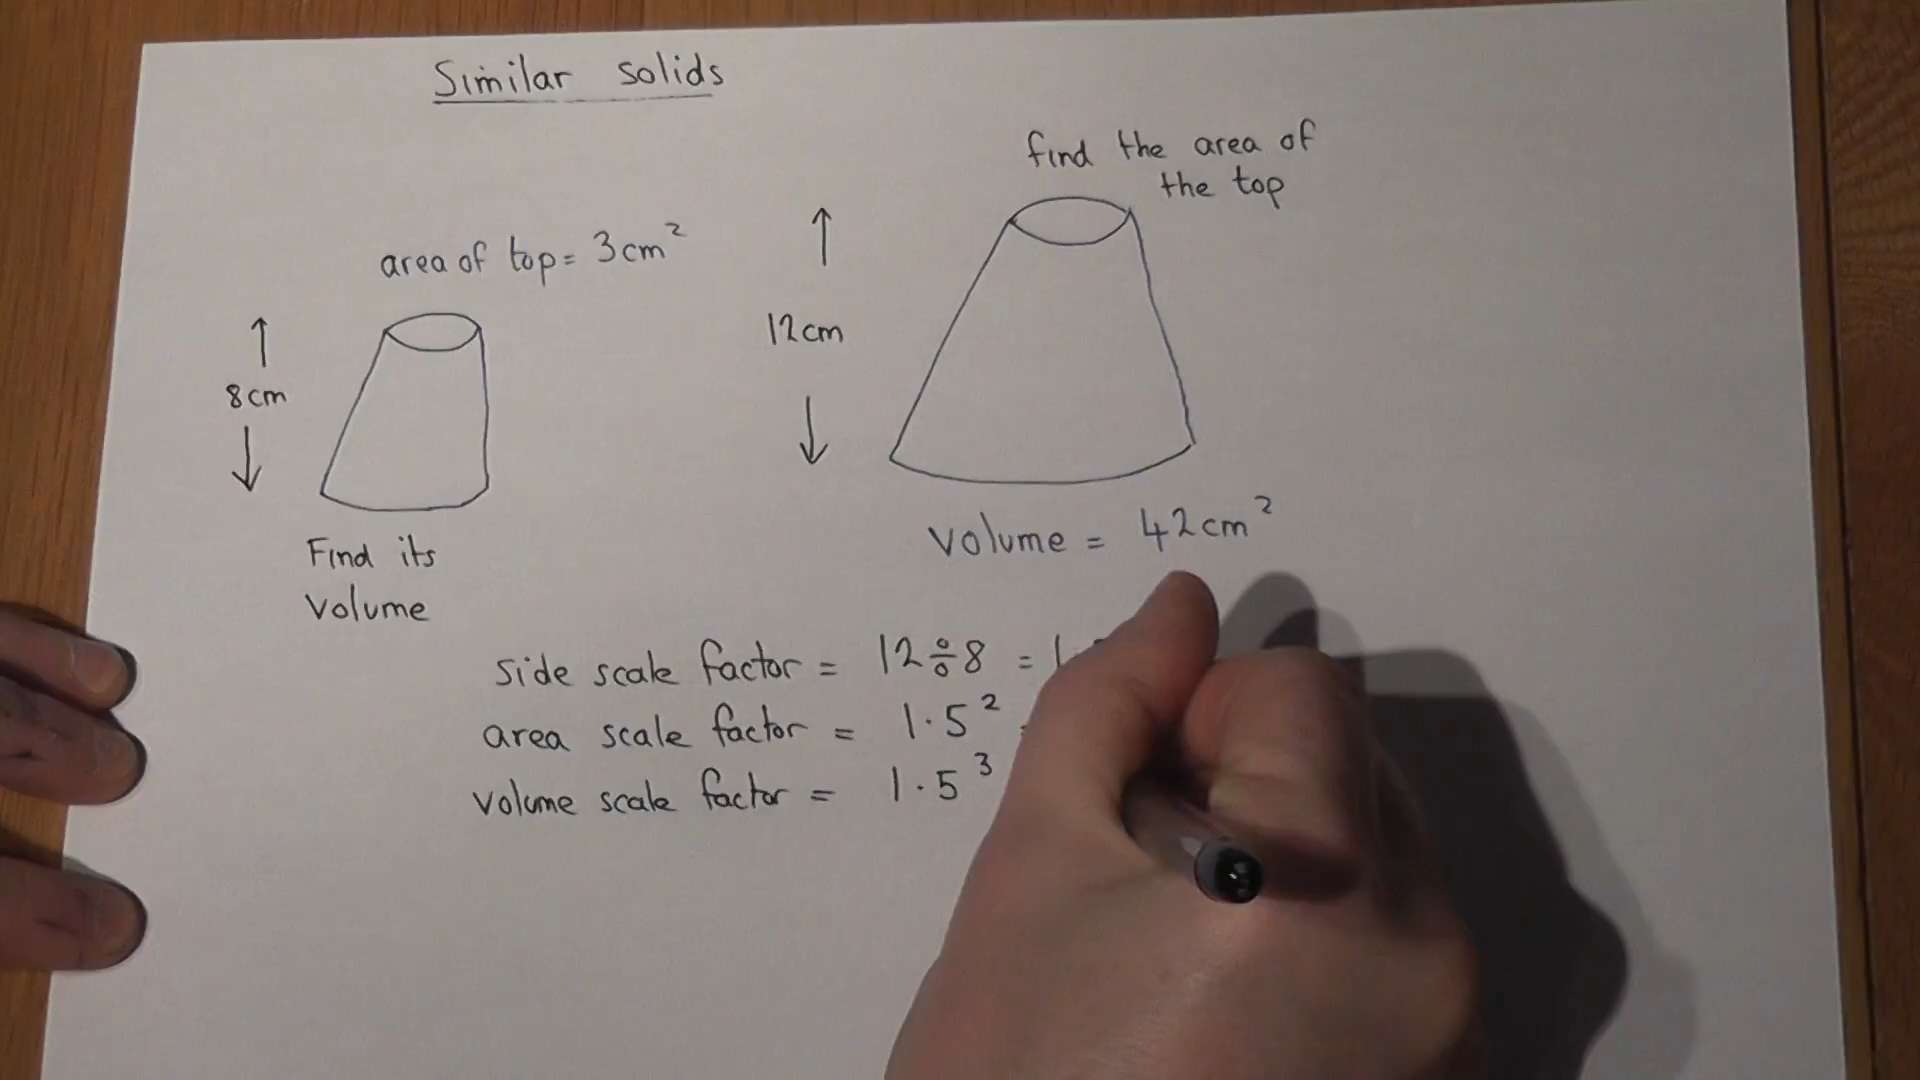 Similar solids
find the area of
the top
area of top = 3cm²
12cm
8cm
Volume = 42cm²
Find its
Volume
Side scale factor = 12÷8 = 1.
area scale factor = 1.5²
Volume scale factor = 1.5³